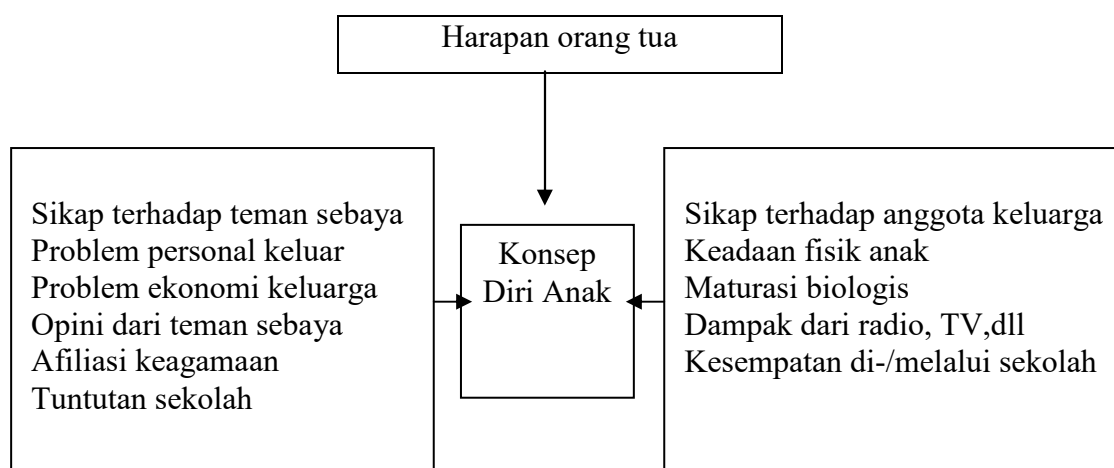 Harapan orang tua
Sikap terhadap teman sebaya
Problem personal keluar
Problem ekonomi keluarga
Opini dari teman sebaya
Afiliasi keagamaan
Tuntutan sekolah
Konsep
Diri Anak
Sikap terhadap anggota keluarga
Keadaan fisik anak
Maturasi biologis
Dampak dari radio, TV,dll
Kesempatan di-/melalui sekolah